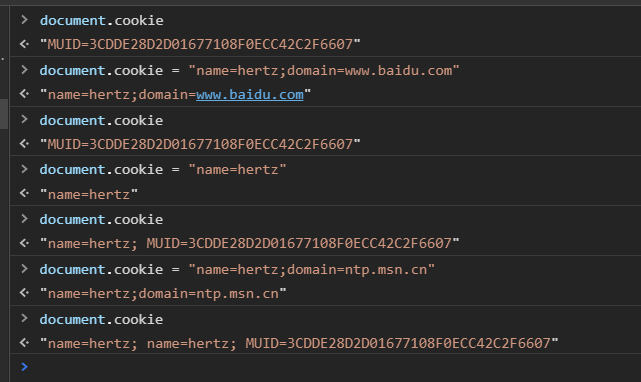 > document.cookie
<· "MUID=3CDDE28D2D01677108F0ECC42C2F6607"
> document.cookie = "name=hertz;domain=www.baidu.com"
<· "name=hertz;domain=www.baidu.com"
> document.cookie
<· "MUID=3CDDE28D2D01677108F0ECC42C2F6607"
> document.cookie = "name=hertz"
<· "name=hertz"
> document.cookie
<· "name=hertz; MUID=3CDDE28D2D01677108F0ECC42C2F6607"
> document.cookie = "name=hertz;domain=ntp.msn.cn"
<· "name=hertz;domain=ntp.msn.cn"
> document.cookie
<· "name=hertz; name=hertz; MUID=3CDDE28D2D01677108F0ECC42C2F6607"
>